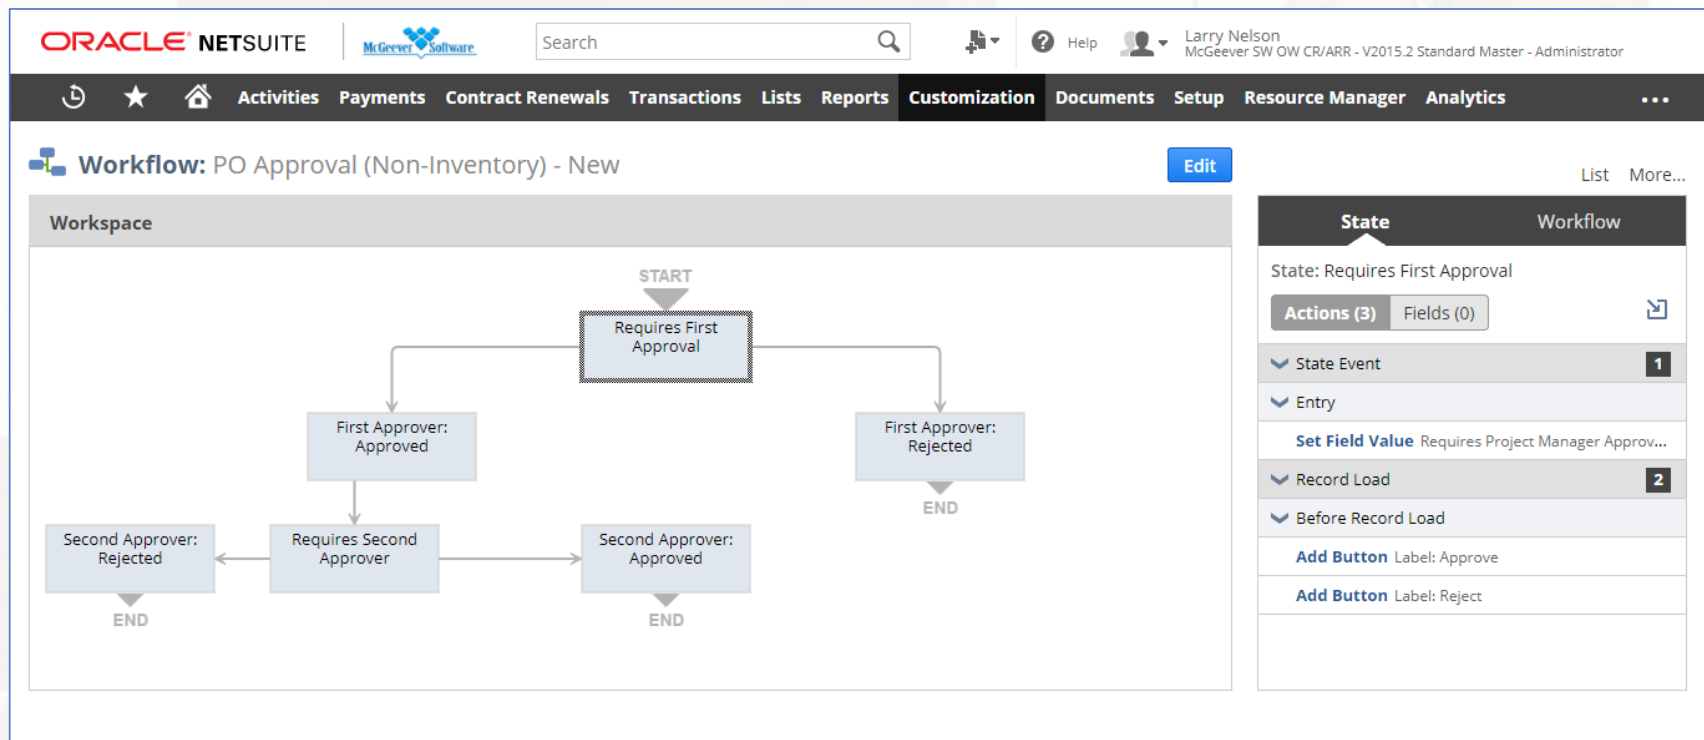 ORACLE NETSUITE
McGeever Software
Search
Help
Larry Nelson
McGeever SW OW CR/ARR - V2015.2 Standard Master - Administrator
Activities Payments Contract Renewals Transactions Lists Reports Customization Documents Setup Resource Manager Analytics
Workflow: PO Approval (Non-Inventory) - New
Edit
List More...
Workspace
START
Requires First
Approval
First Approver:
Approved
First Approver:
Rejected
END
Second Approver:
Rejected
Requires Second
Approver
Second Approver:
Approved
END
END
State Workflow
State: Requires First Approval
Actions (3) Fields (0)
State Event 1
Entry
Set Field Value Requires Project Manager Approv...
Record Load 2
Before Record Load
Add Button Label: Approve
Add Button Label: Reject